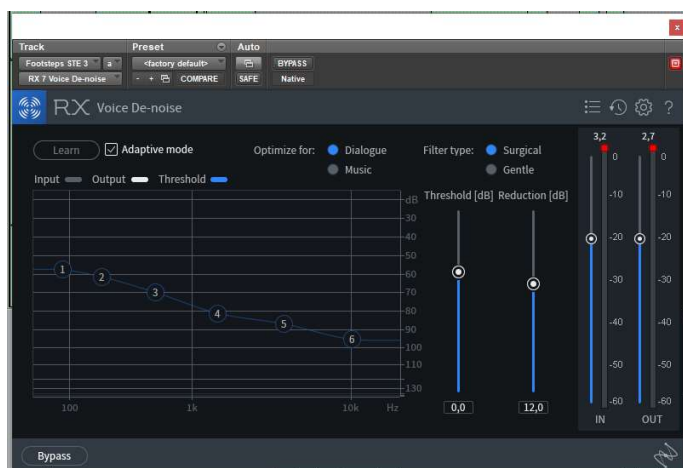 x
Track Preset Auto
Footsteps STE 3 a <factory default> BYPASS
RX 7 Voice De-noise - + COMPARE SAFE Native
RX Voice De-noise ?
3,2 2,7
Learn Adaptive mode Optimize for: Dialogue Filter type: Surgical
Music Gentle
Input Output Threshold
Threshold [dB] Reduction [dB]
dB
30
40
50
60
70
80
90
100
110
130
1 2 3 4 5 6
100 1k 10k Hz
0,0 12,0
0 0
-10 -10
-20 -20
-30 -30
-40 -40
-50 -50
-60 -60
IN OUT
Bypass